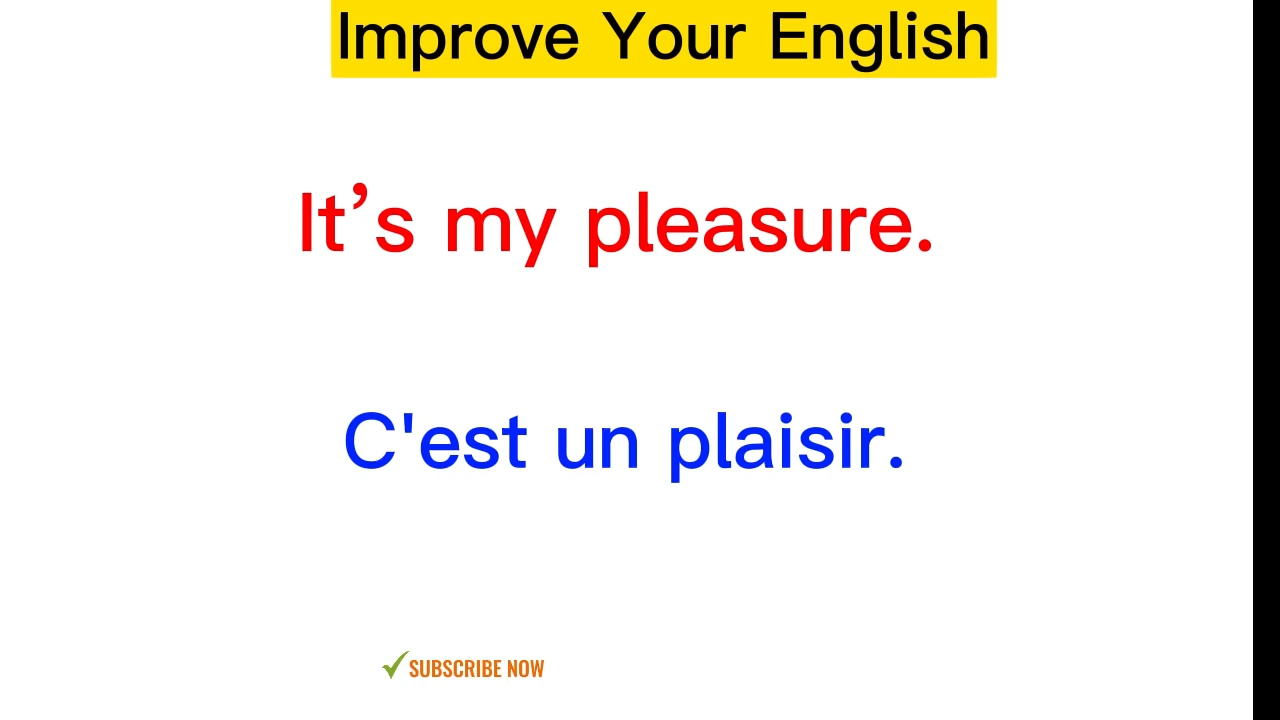 Improve Your English
It’s my pleasure.
C'est un plaisir.
SUBSCRIBE NOW